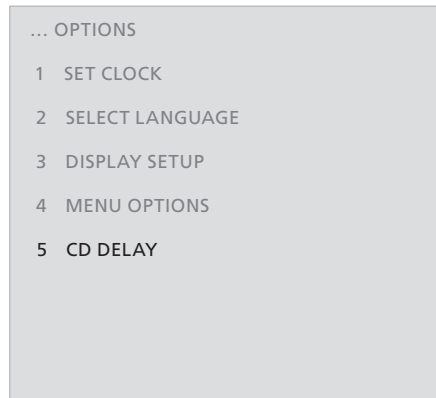 ... OPTIONS
1 SET CLOCK
2 SELECT LANGUAGE
3 DISPLAY SETUP
4 MENU OPTIONS
5 CD DELAY